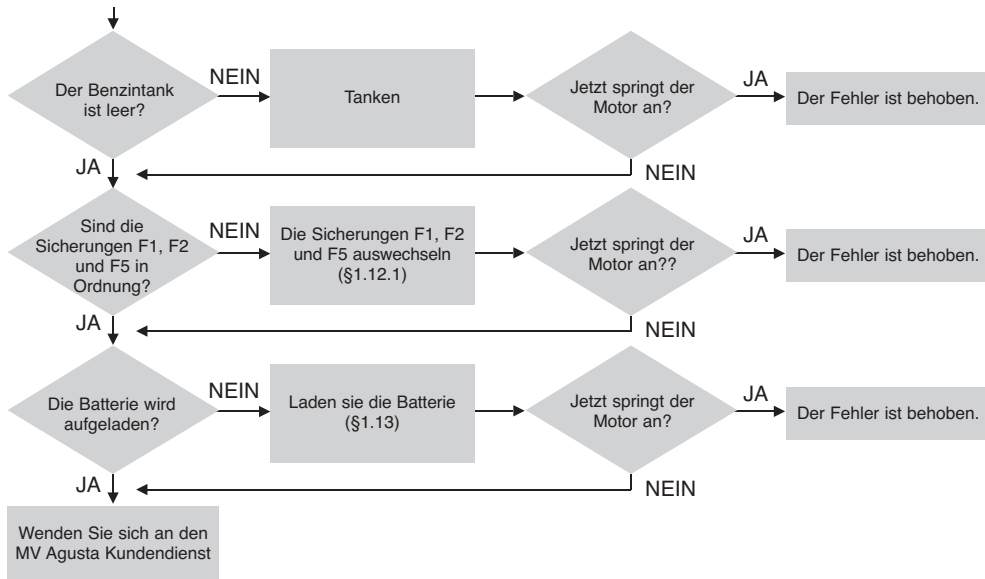 Der Benzintank
ist leer?
NEIN
Tanken
Jetzt springt der
Motor an?
JA
Der Fehler ist behoben.
JA
NEIN
Sind die
Sicherungen F1, F2
und F5 in
Ordnung?
NEIN
Die Sicherungen F1, F2
und F5 auswechseln
(§1.12.1)
Jetzt springt der
Motor an??
JA
Der Fehler ist behoben.
JA
NEIN
Die Batterie wird
aufgeladen?
NEIN
Laden sie die Batterie
(§1.13)
Jetzt springt der
Motor an?
JA
Der Fehler ist behoben.
JA
NEIN
Wenden Sie sich an den
MV Agusta Kundendienst